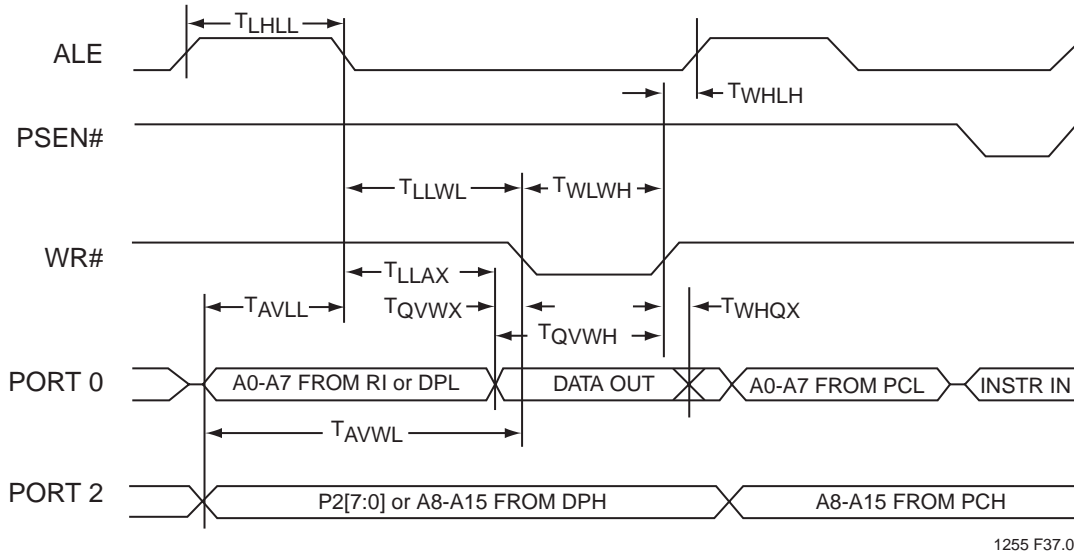 TLHLL
ALE
TWHLH
PSEN#
TLLWL
TWLWH
WR#
TLLAX
TAVLL
TQVWX
TWHQX
TQVWH
PORT 0
A0-A7 FROM RI or DPL
DATA OUT
A0-A7 FROM PCL
INSTR IN
TAVWL
PORT 2
P2[7:0] or A8-A15 FROM DPH
A8-A15 FROM PCH
1255 F37.0